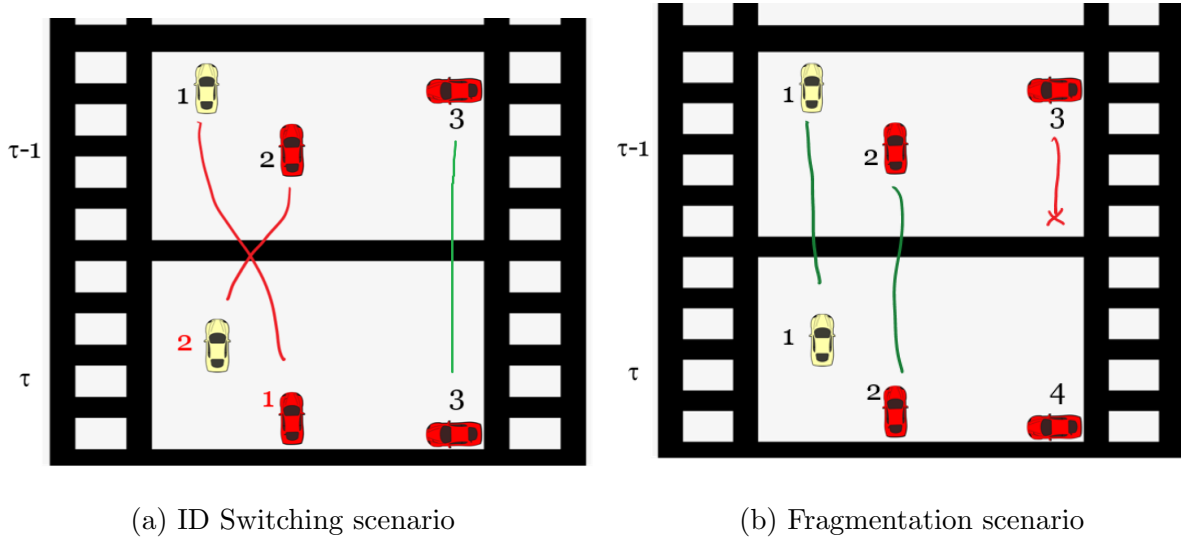 1
3
2
τ-1
2
1
3
τ
(a) ID Switching scenario
1
3
2
τ-1
1
2
4
τ
(b) Fragmentation scenario